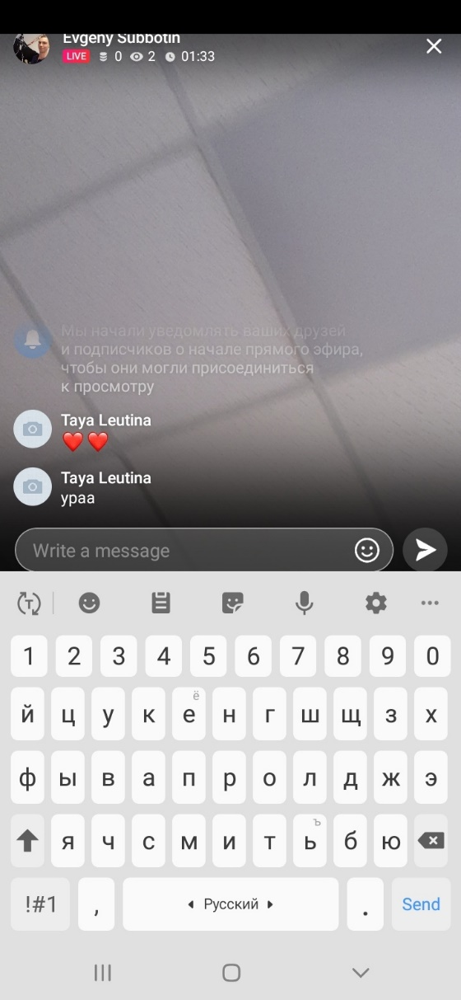 Evgeny Subbotin
LIVE 0 2 01:33
Мы начали уведомлять ваших друзей
и подписчиков о начале прямого эфира,
чтобы они могли присоединиться
к просмотру
Taya Leutina
❤️❤️
Taya Leutina
ураа
Write a message
T
1 2 3 4 5 6 7 8 9 0
й ц у к е ё н г ш щ з х
ф ы в а п р о л д ж э
я ч с м и т ь ъ б ю
!#1 , Русский . Send